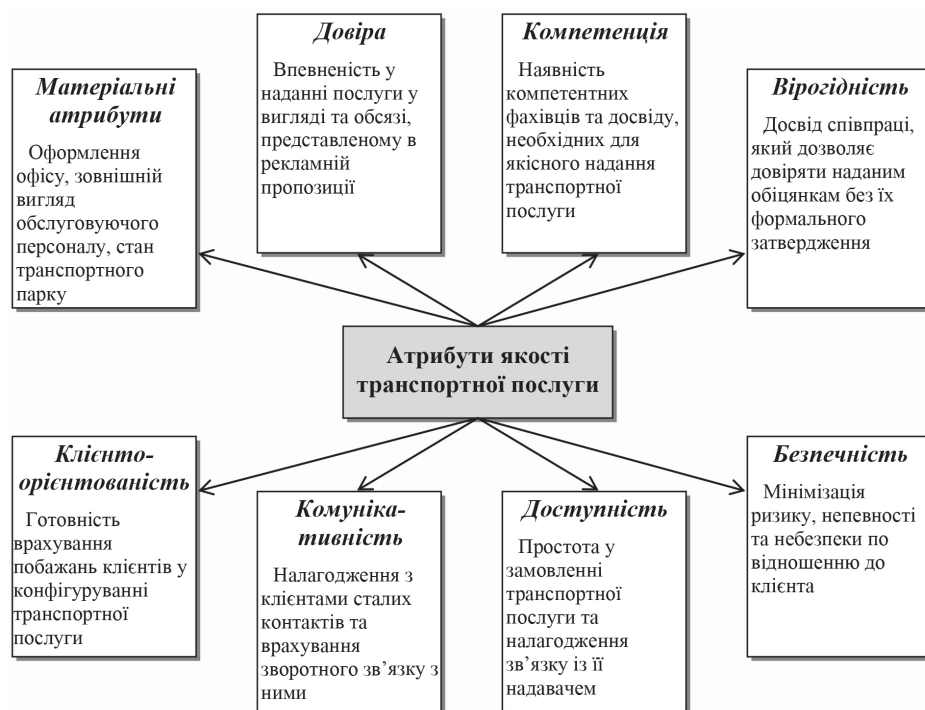 Матеріальні
атрибути
Оформлення
офісу, зовнішній
вигляд
обслуговуючого
персоналу, стан
транспортного
парку
Довіра
Впевненість у
наданні послуги у
вигляді та обсязі,
представленому в
рекламній
пропозиції
Компетенція
Наявність
компетентних
фахівців та досвіду,
необхідних для
якісного надання
транспортної
послуги
Вірогідність
Досвід співпраці,
який дозволяє
довіряти наданим
обіцянкам без їх
формального
затвердження
Атрибути якості
транспортної послуги
Клієнто-
орієнтованість
Готовність
врахування
побажань клієнтів у
конфігуруванні
транспортної
послуги
Комуніка-
тивність
Налагодження з
клієнтами сталих
контактів та
врахування
зворотного зв’язку з
ними
Доступність
Простота у
замовленні
транспортної
послуги та
налагодження
зв’язку із її
надавачем
Безпечність
Мінімізація
ризику, непевності
та небезпеки по
відношенню до
клієнта